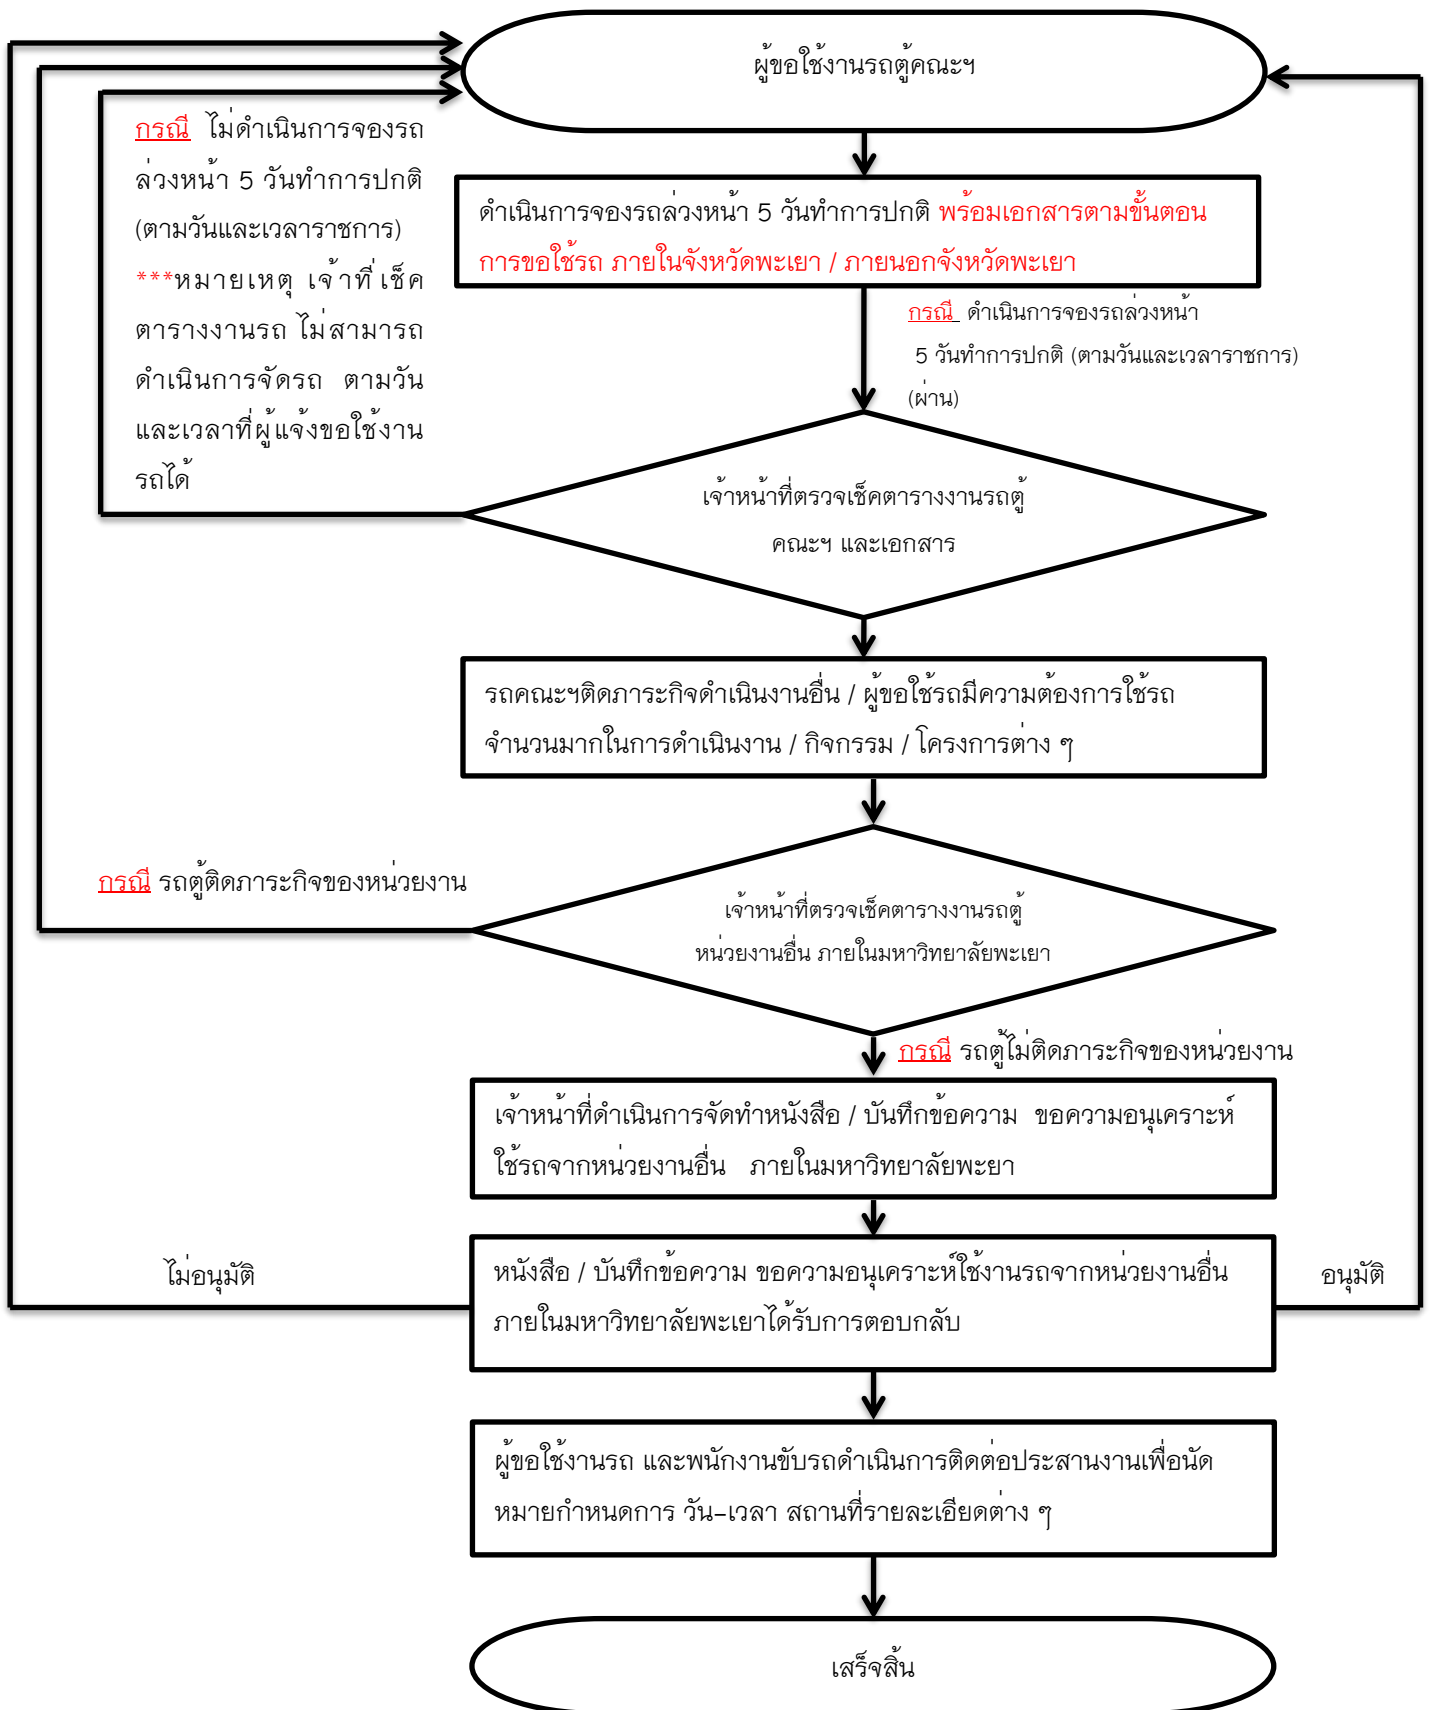 ผู้ขอใช้งานรถตู้คณะฯ
กรณี ไม่ดำเนินการจองรถ
ล่วงหน้า 5 วันทำการปกติ
(ตามวันและเวลาราชการ)
***หมายเหตุ เจ้าที่เช็ค
ตารางงานรถ ไม่สามารถ
ดำเนินการจัดรถ ตามวัน
และเวลาที่ผู้แจ้งขอใช้งาน
รถได้
ดำเนินการจองรถล่วงหน้า 5 วันทำการปกติ พร้อมเอกสารตามขั้นตอน
การขอใช้รถ ภายในจังหวัดพะเยา / ภายนอกจังหวัดพะเยา
กรณี ดำเนินการจองรถล่วงหน้า
5 วันทำการปกติ (ตามวันและเวลาราชการ)
(ผ่าน)
เจ้าหน้าที่ตรวจเช็คตารางงานรถตู้
คณะฯ และเอกสาร
รถคณะฯติดภาระกิจดำเนินงานอื่น / ผู้ขอใช้รถมีความต้องการใช้รถ
จำนวนมากในการดำเนินงาน / กิจกรรม / โครงการต่าง ๆ
กรณี รถตู้ติดภาระกิจของหน่วยงาน
เจ้าหน้าที่ตรวจเช็คตารางงานรถตู้
หน่วยงานอื่น ภายในมหาวิทยาลัยพะเยา
กรณี รถตู้ไม่ติดภาระกิจของหน่วยงาน
เจ้าหน้าที่ดำเนินการจัดทำหนังสือ / บันทึกข้อความ ขอความอนุเคราะห์
ใช้รถจากหน่วยงานอื่น ภายในมหาวิทยาลัยพะยา
ไม่อนุมัติ
หนังสือ / บันทึกข้อความ ขอความอนุเคราะห์ใช้งานรถจากหน่วยงานอื่น
ภายในมหาวิทยาลัยพะเยาได้รับการตอบกลับ
อนุมัติ
ผู้ขอใช้งานรถ และพนักงานขับรถดำเนินการติดต่อประสานงานเพื่อนัด
หมายกำหนดการ วัน-เวลา สถานที่รายละเอียดต่าง ๆ
เสร็จสิ้น